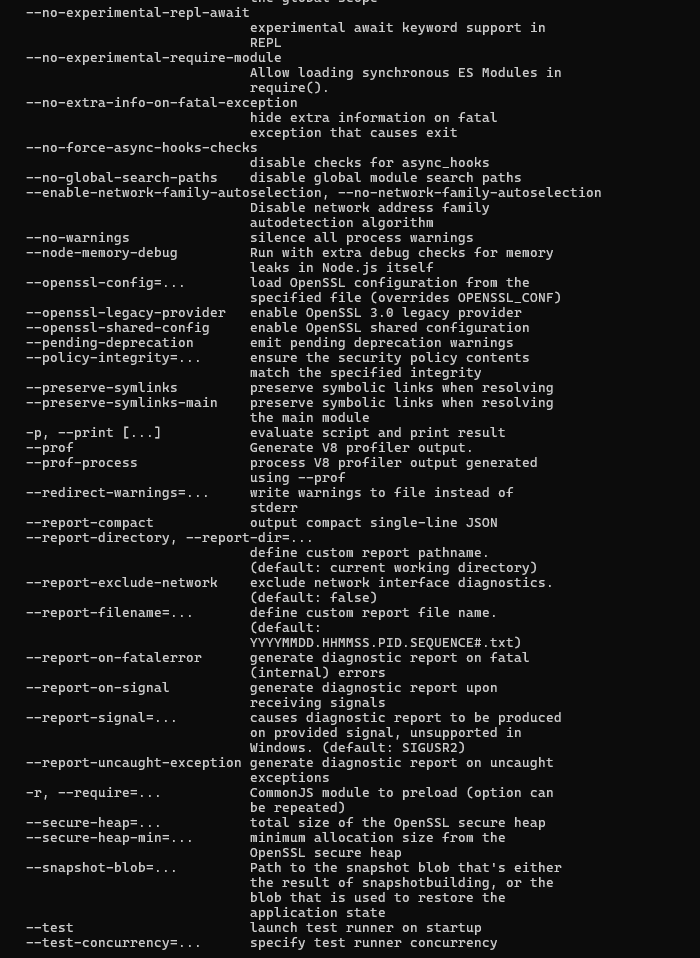 the global scope
--no-experimental-repl-await
experimental await keyword support in
REPL
--no-experimental-require-module
Allow loading synchronous ES Modules in
require().
--no-extra-info-on-fatal-exception
hide extra information on fatal
exception that causes exit
--no-force-async-hooks-checks
disable checks for async_hooks
--no-global-search-paths    disable global module search paths
--enable-network-family-autoselection, --no-network-family-autoselection
Disable network address family
autodetection algorithm
--no-warnings               silence all process warnings
--node-memory-debug         Run with extra debug checks for memory
leaks in Node.js itself
--openssl-config=...        load OpenSSL configuration from the
specified file (overrides OPENSSL_CONF)
--openssl-legacy-provider   enable OpenSSL 3.0 legacy provider
--openssl-shared-config     enable OpenSSL shared configuration
--pending-deprecation       emit pending deprecation warnings
--policy-integrity=...      ensure the security policy contents
match the specified integrity
--preserve-symlinks         preserve symbolic links when resolving
--preserve-symlinks-main    preserve symbolic links when resolving
the main module
-p, --print [...]           evaluate script and print result
--prof                      Generate V8 profiler output.
--prof-process              process V8 profiler output generated
using --prof
--redirect-warnings=...     write warnings to file instead of
stderr
--report-compact            output compact single-line JSON
--report-directory, --report-dir=...
define custom report pathname.
(default: current working directory)
--report-exclude-network    exclude network interface diagnostics.
(default: false)
--report-filename=...       define custom report file name.
(default:
YYYYMMDD.HHMMSS.PID.SEQUENCE#.txt)
--report-on-fatalerror      generate diagnostic report on fatal
(internal) errors
--report-on-signal          generate diagnostic report upon
receiving signals
--report-signal=...         causes diagnostic report to be produced
on provided signal, unsupported in
Windows. (default: SIGUSR2)
--report-uncaught-exception generate diagnostic report on uncaught
exceptions
-r, --require=...           CommonJS module to preload (option can
be repeated)
--secure-heap=...           total size of the OpenSSL secure heap
--secure-heap-min=...       minimum allocation size from the
OpenSSL secure heap
--snapshot-blob=...         Path to the snapshot blob that's either
the result of snapshotbuilding, or the
blob that is used to restore the
application state
--test                      launch test runner on startup
--test-concurrency=...      specify test runner concurrency